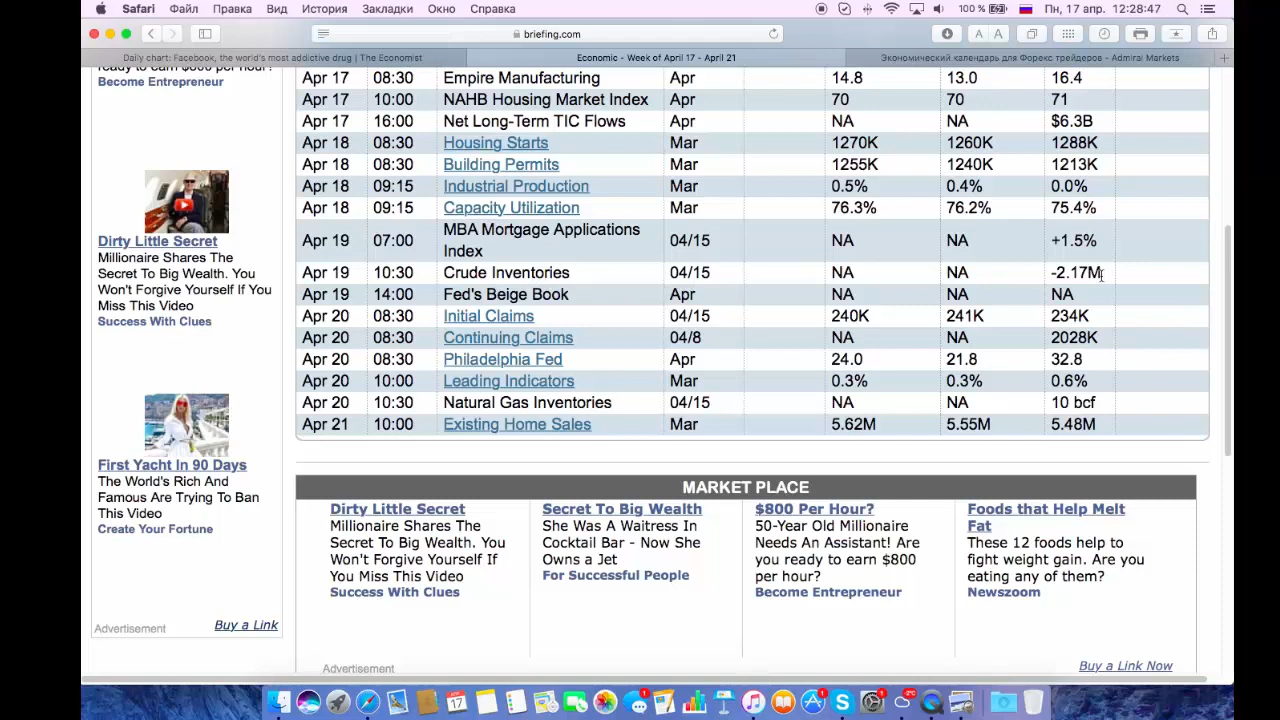 Safari Файл Правка Вид История Закладки Окно Справка 100 % Пн, 17 апр. 12:28:47
briefing.com A A
Daily chart: Facebook, the world's most addictive drug | The Economist Economic - Week of April 17 - April 21 Экономический календарь для Форекс трейдеров - Admiral Markets
Become Entrepreneur
Dirty Little Secret
Millionaire Shares The
Secret To Big Wealth. You
Won't Forgive Yourself If You
Miss This Video
Success With Clues
First Yacht In 90 Days
The World's Rich And
Famous Are Trying To Ban
This Video
Create Your Fortune
Advertisement Buy a Link
Apr 17 08:30 Empire Manufacturing Apr 14.8 13.0 16.4
Apr 17 10:00 NAHB Housing Market Index Apr 70 70 71
Apr 17 16:00 Net Long-Term TIC Flows Apr NA NA $6.3B
Apr 18 08:30 Housing Starts Mar 1270K 1260K 1288K
Apr 18 08:30 Building Permits Mar 1255K 1240K 1213K
Apr 18 09:15 Industrial Production Mar 0.5% 0.4% 0.0%
Apr 18 09:15 Capacity Utilization Mar 76.3% 76.2% 75.4%
Apr 19 07:00 MBA Mortgage Applications Index 04/15 NA NA +1.5%
Apr 19 10:30 Crude Inventories 04/15 NA NA -2.17M
Apr 19 14:00 Fed's Beige Book Apr NA NA NA
Apr 20 08:30 Initial Claims 04/15 240K 241K 234K
Apr 20 08:30 Continuing Claims 04/8 NA NA 2028K
Apr 20 08:30 Philadelphia Fed Apr 24.0 21.8 32.8
Apr 20 10:00 Leading Indicators Mar 0.3% 0.3% 0.6%
Apr 20 10:30 Natural Gas Inventories 04/15 NA NA 10 bcf
Apr 21 10:00 Existing Home Sales Mar 5.62M 5.55M 5.48M
MARKET PLACE
Dirty Little Secret
Millionaire Shares The
Secret To Big Wealth. You
Won't Forgive Yourself If
You Miss This Video
Success With Clues
Secret To Big Wealth
She Was A Waitress In
Cocktail Bar - Now She
Owns a Jet
For Successful People
$800 Per Hour?
50-Year Old Millionaire
Needs An Assistant! Are
you ready to earn $800
per hour?
Become Entrepreneur
Foods that Help Melt
Fat
These 12 foods help to
fight weight gain. Are you
eating any of them?
Newszoom
Advertisement Buy a Link Now